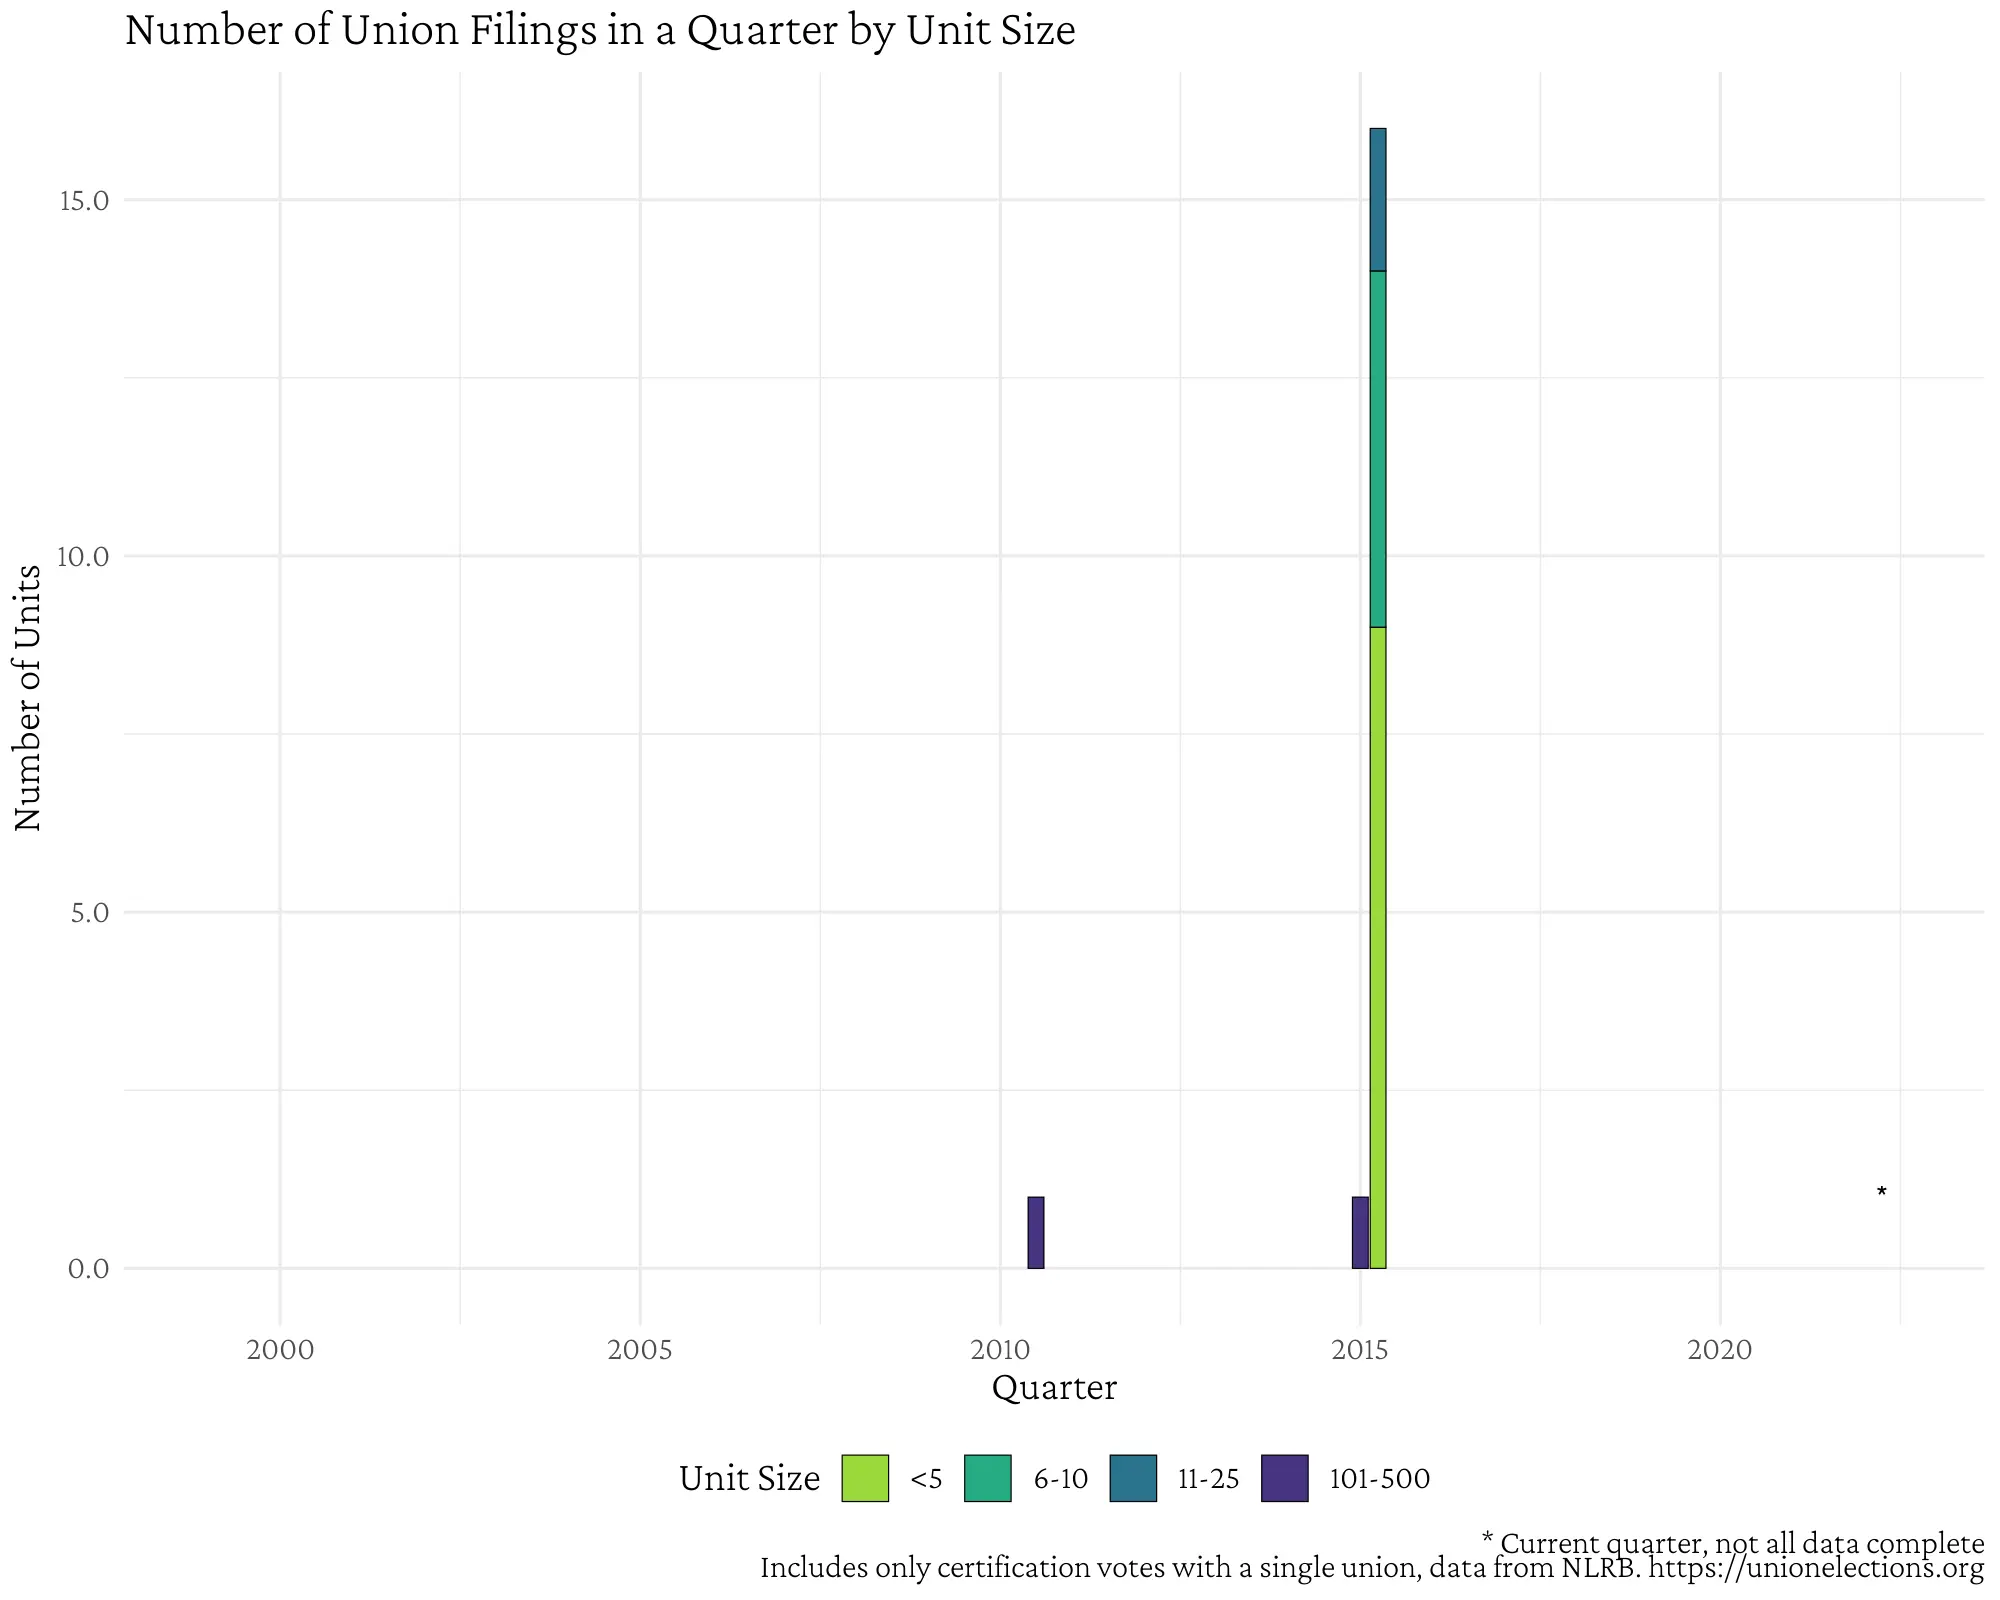 Number of Union Filings in a Quarter by Unit Size
Number of Units
15.0
10.0
5.0
0.0
*
2000 2005 2010 2015 2020
Quarter
Unit Size <5 6-10 11-25 101-500
* Current quarter, not all data complete
Includes only certification votes with a single union, data from NLRB. https://unionelections.org